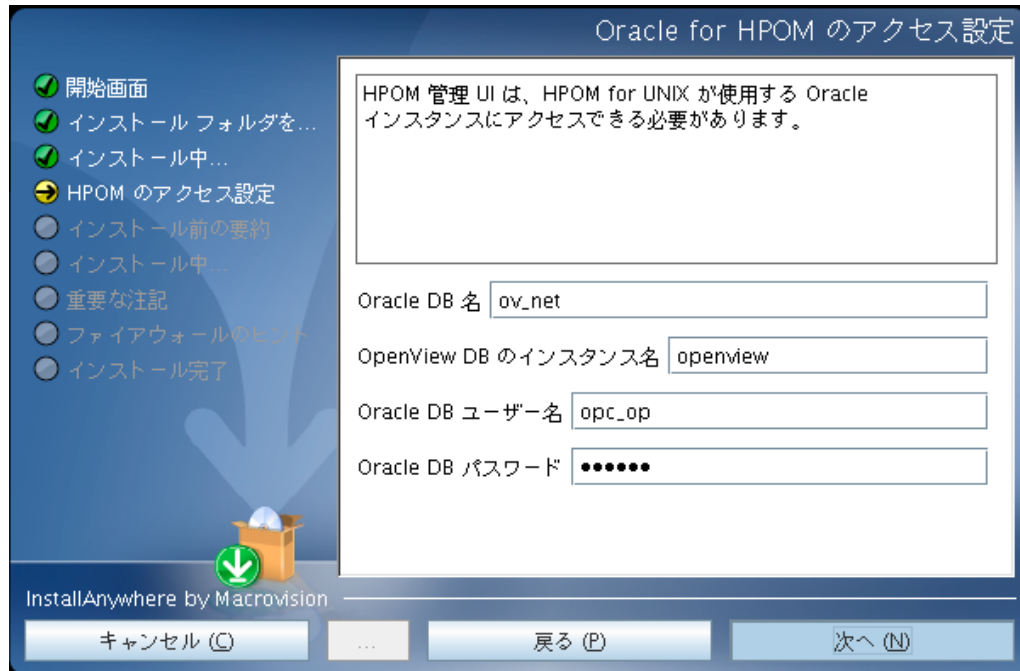 Oracle for HPOM のアクセス設定
開始画面
インストール フォルダを...
インストール中...
HPOM のアクセス設定
インストール前の要約
インストール中...
重要な注記
ファイアウォールのヒント
インストール完了
HPOM 管理 UI は、HPOM for UNIX が使用する Oracle
インスタンスにアクセスできる必要があります。
Oracle DB 名 ov_net
OpenView DB のインスタンス名 openview
Oracle DB ユーザー名 opc_op
Oracle DB パスワード ••••••
InstallAnywhere by Macrovision
キャンセル (C)
...
戻る (P)
次へ (N)